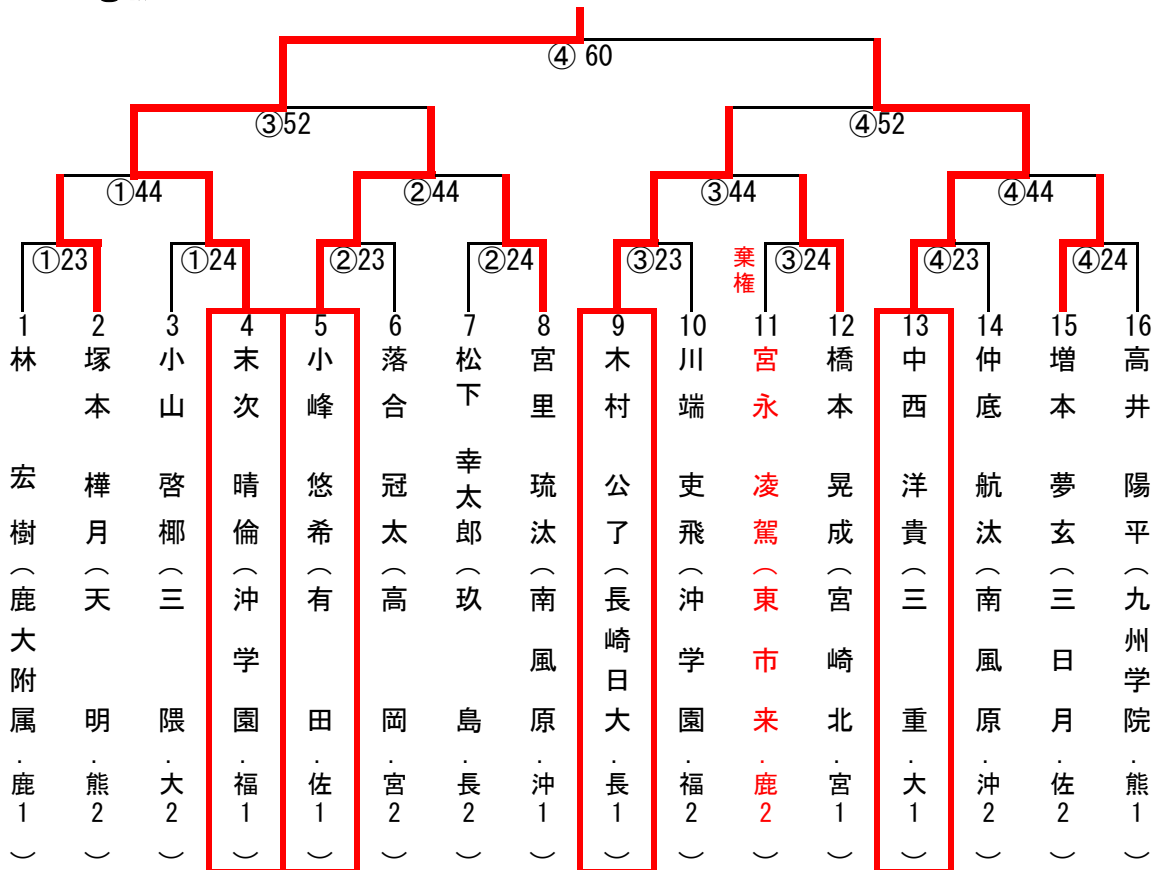 ④ 60
③52
④52
①44
②44
③44
④44
①23
①24
②23
②24
③23
棄権
③24
④23
④24
1 林 宏樹（鹿大附属．鹿1）
2 塚本 樺月（天 明．熊2）
3 小山 啓椰（三 隈．大2）
4 末次 晴倫（沖学園．福1）
5 小峰 悠希（有 田．佐1）
6 落合 冠太（高 岡．宮2）
7 松下 幸太郎（玖 島．長2）
8 宮里 琉汰（南風原．沖1）
9 木村 公了（長崎日大．長1）
10 川端 吏飛（沖学園．福2）
11 宮永 凌駕（東市来．鹿2）
12 橋本 晃成（宮崎北．宮1）
13 中西 洋貴（三 重．大1）
14 仲底 航汰（南風原．沖2）
15 増本 夢玄（三日月．佐2）
16 高井 陽平（九州学院．熊1）